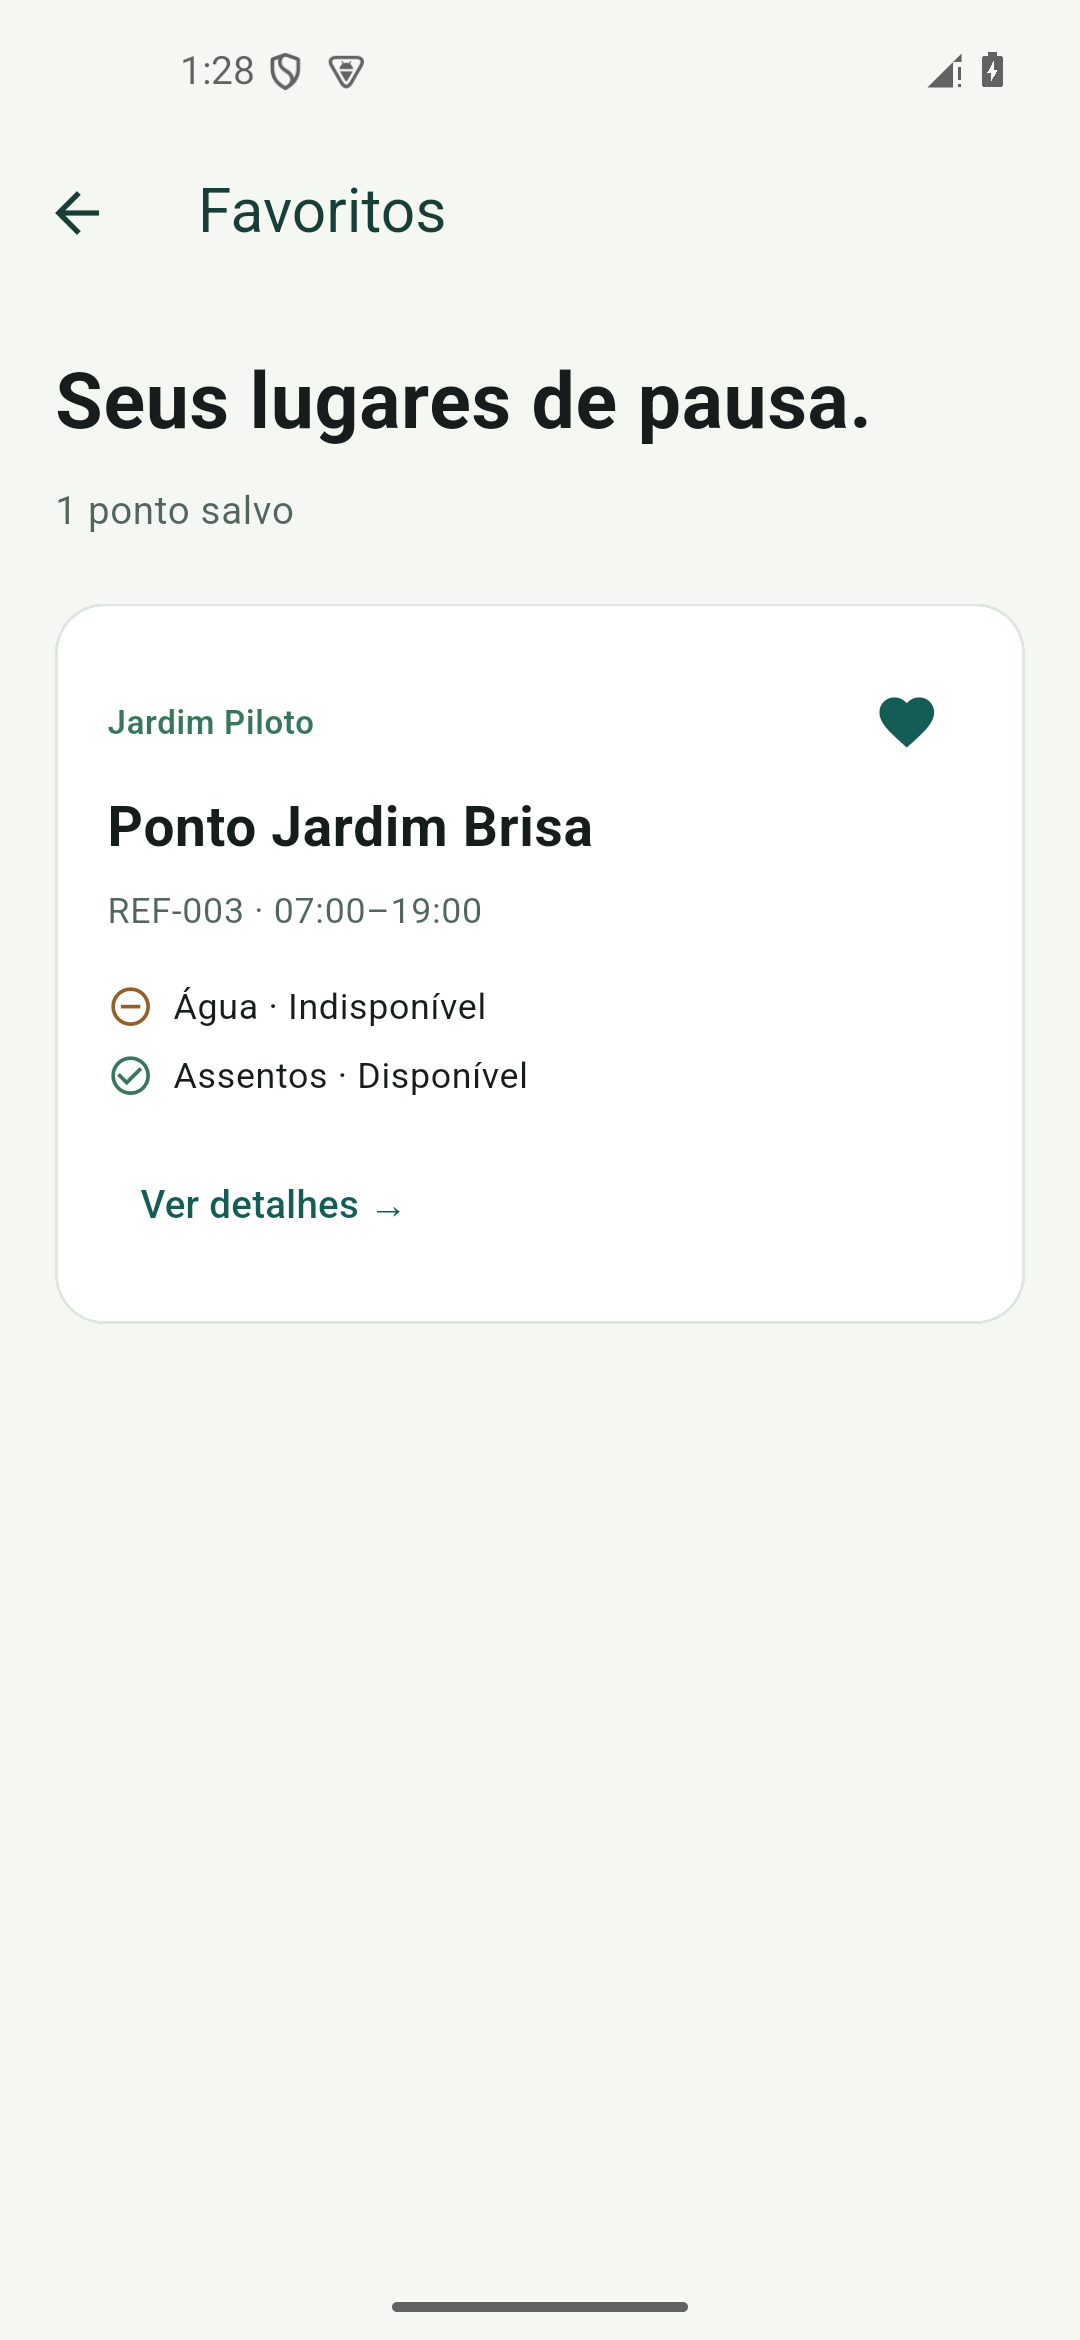 1:28
Favoritos
Seus lugares de pausa.
1 ponto salvo
Jardim Piloto
Ponto Jardim Brisa
REF-003 · 07:00–19:00
Água · Indisponível
Assentos · Disponível
Ver detalhes →